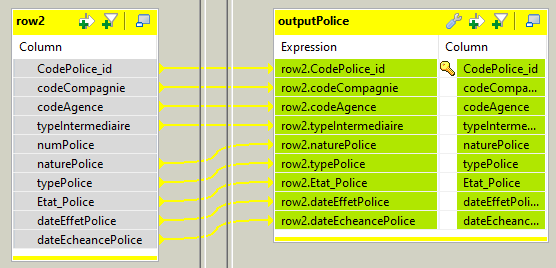 row2
Column
CodePolice_id
codeCompagnie
codeAgence
typeIntermediaire
numPolice
naturePolice
typePolice
Etat_Police
dateEffetPolice
dateEcheancePolice
outputPolice
Expression Column
row2.CodePolice_id CodePolice_id
row2.codeCompagnie codeCompa...
row2.codeAgence codeAgence
row2.typeIntermediaire typeInterme...
row2.naturePolice naturePolice
row2.typePolice typePolice
row2.Etat_Police Etat_Police
row2.dateEffetPolice dateEffetPoli...
row2.dateEcheancePolice dateEcheanc...